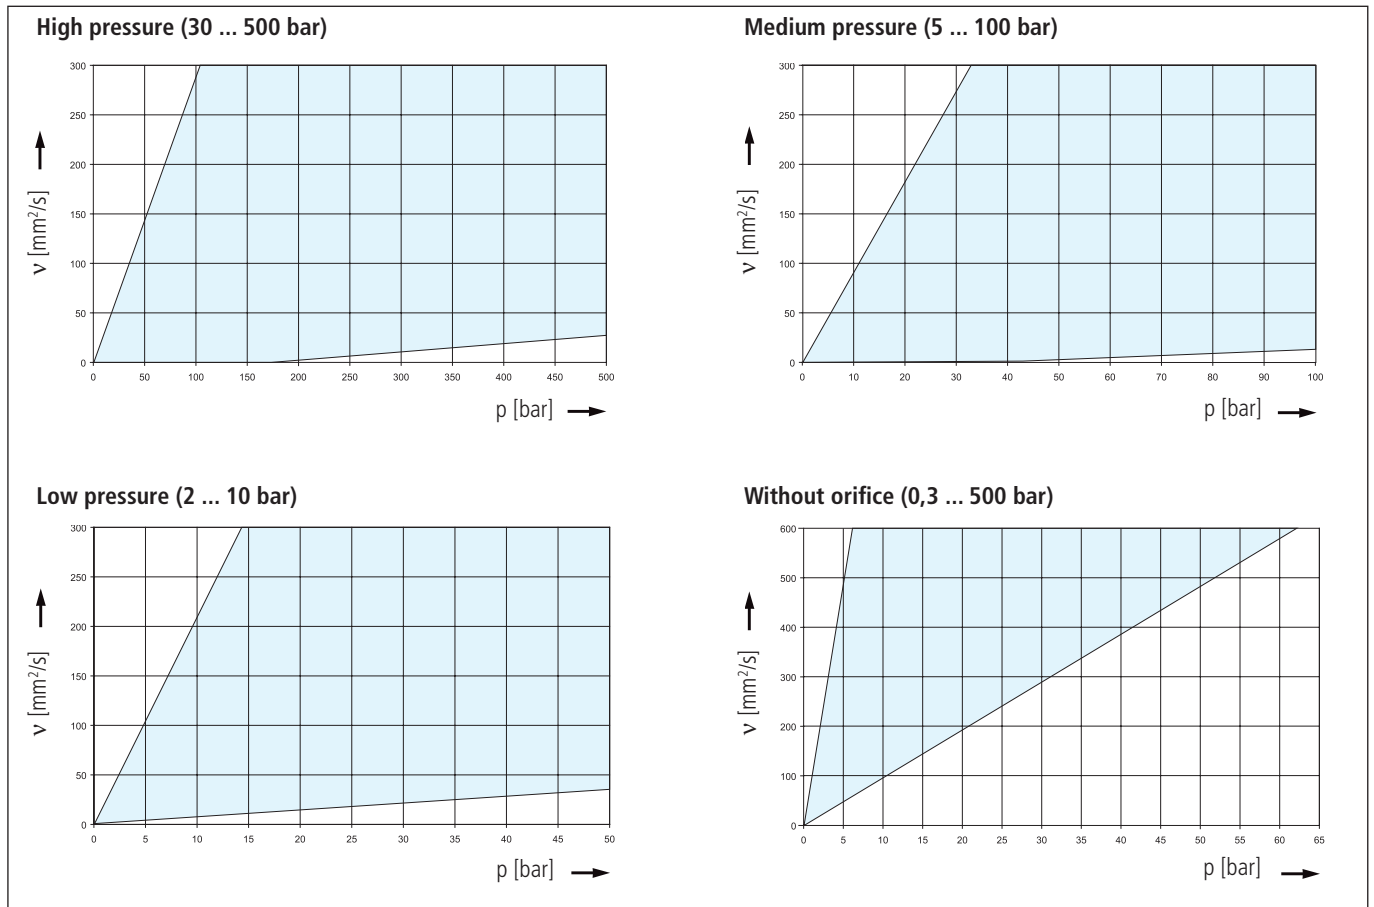 High pressure (30 ... 500 bar)
300
250
200
150
100
50
0
0 50 100 150 200 250 300 350 400 450 500
ν [mm²/s]
p [bar]
Medium pressure (5 ... 100 bar)
300
250
200
150
100
50
0
0 10 20 30 40 50 60 70 80 90 100
ν [mm²/s]
p [bar]
Low pressure (2 ... 10 bar)
300
250
200
150
100
50
0
0 5 10 15 20 25 30 35 40 45 50
ν [mm²/s]
p [bar]
Without orifice (0,3 ... 500 bar)
600
500
400
300
200
100
0
0 5 10 15 20 25 30 35 40 45 50 55 60 65
ν [mm²/s]
p [bar]